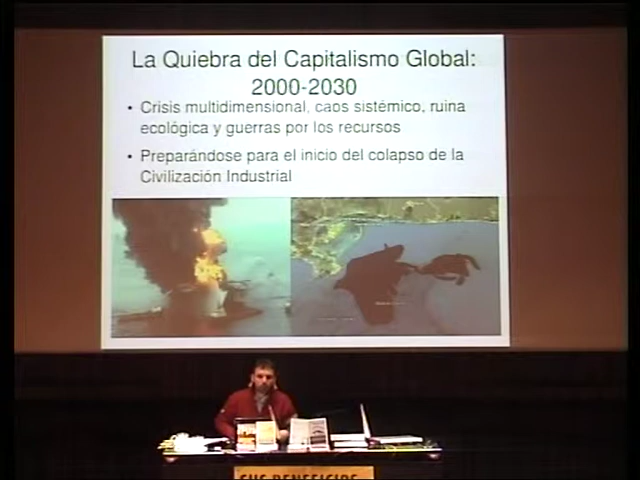 La Quiebra del Capitalismo Global:
2000-2030
• Crisis multidimensional, caos sistémico, ruina
ecológica y guerras por los recursos
• Preparándose para el inicio del colapso de la
Civilización Industrial